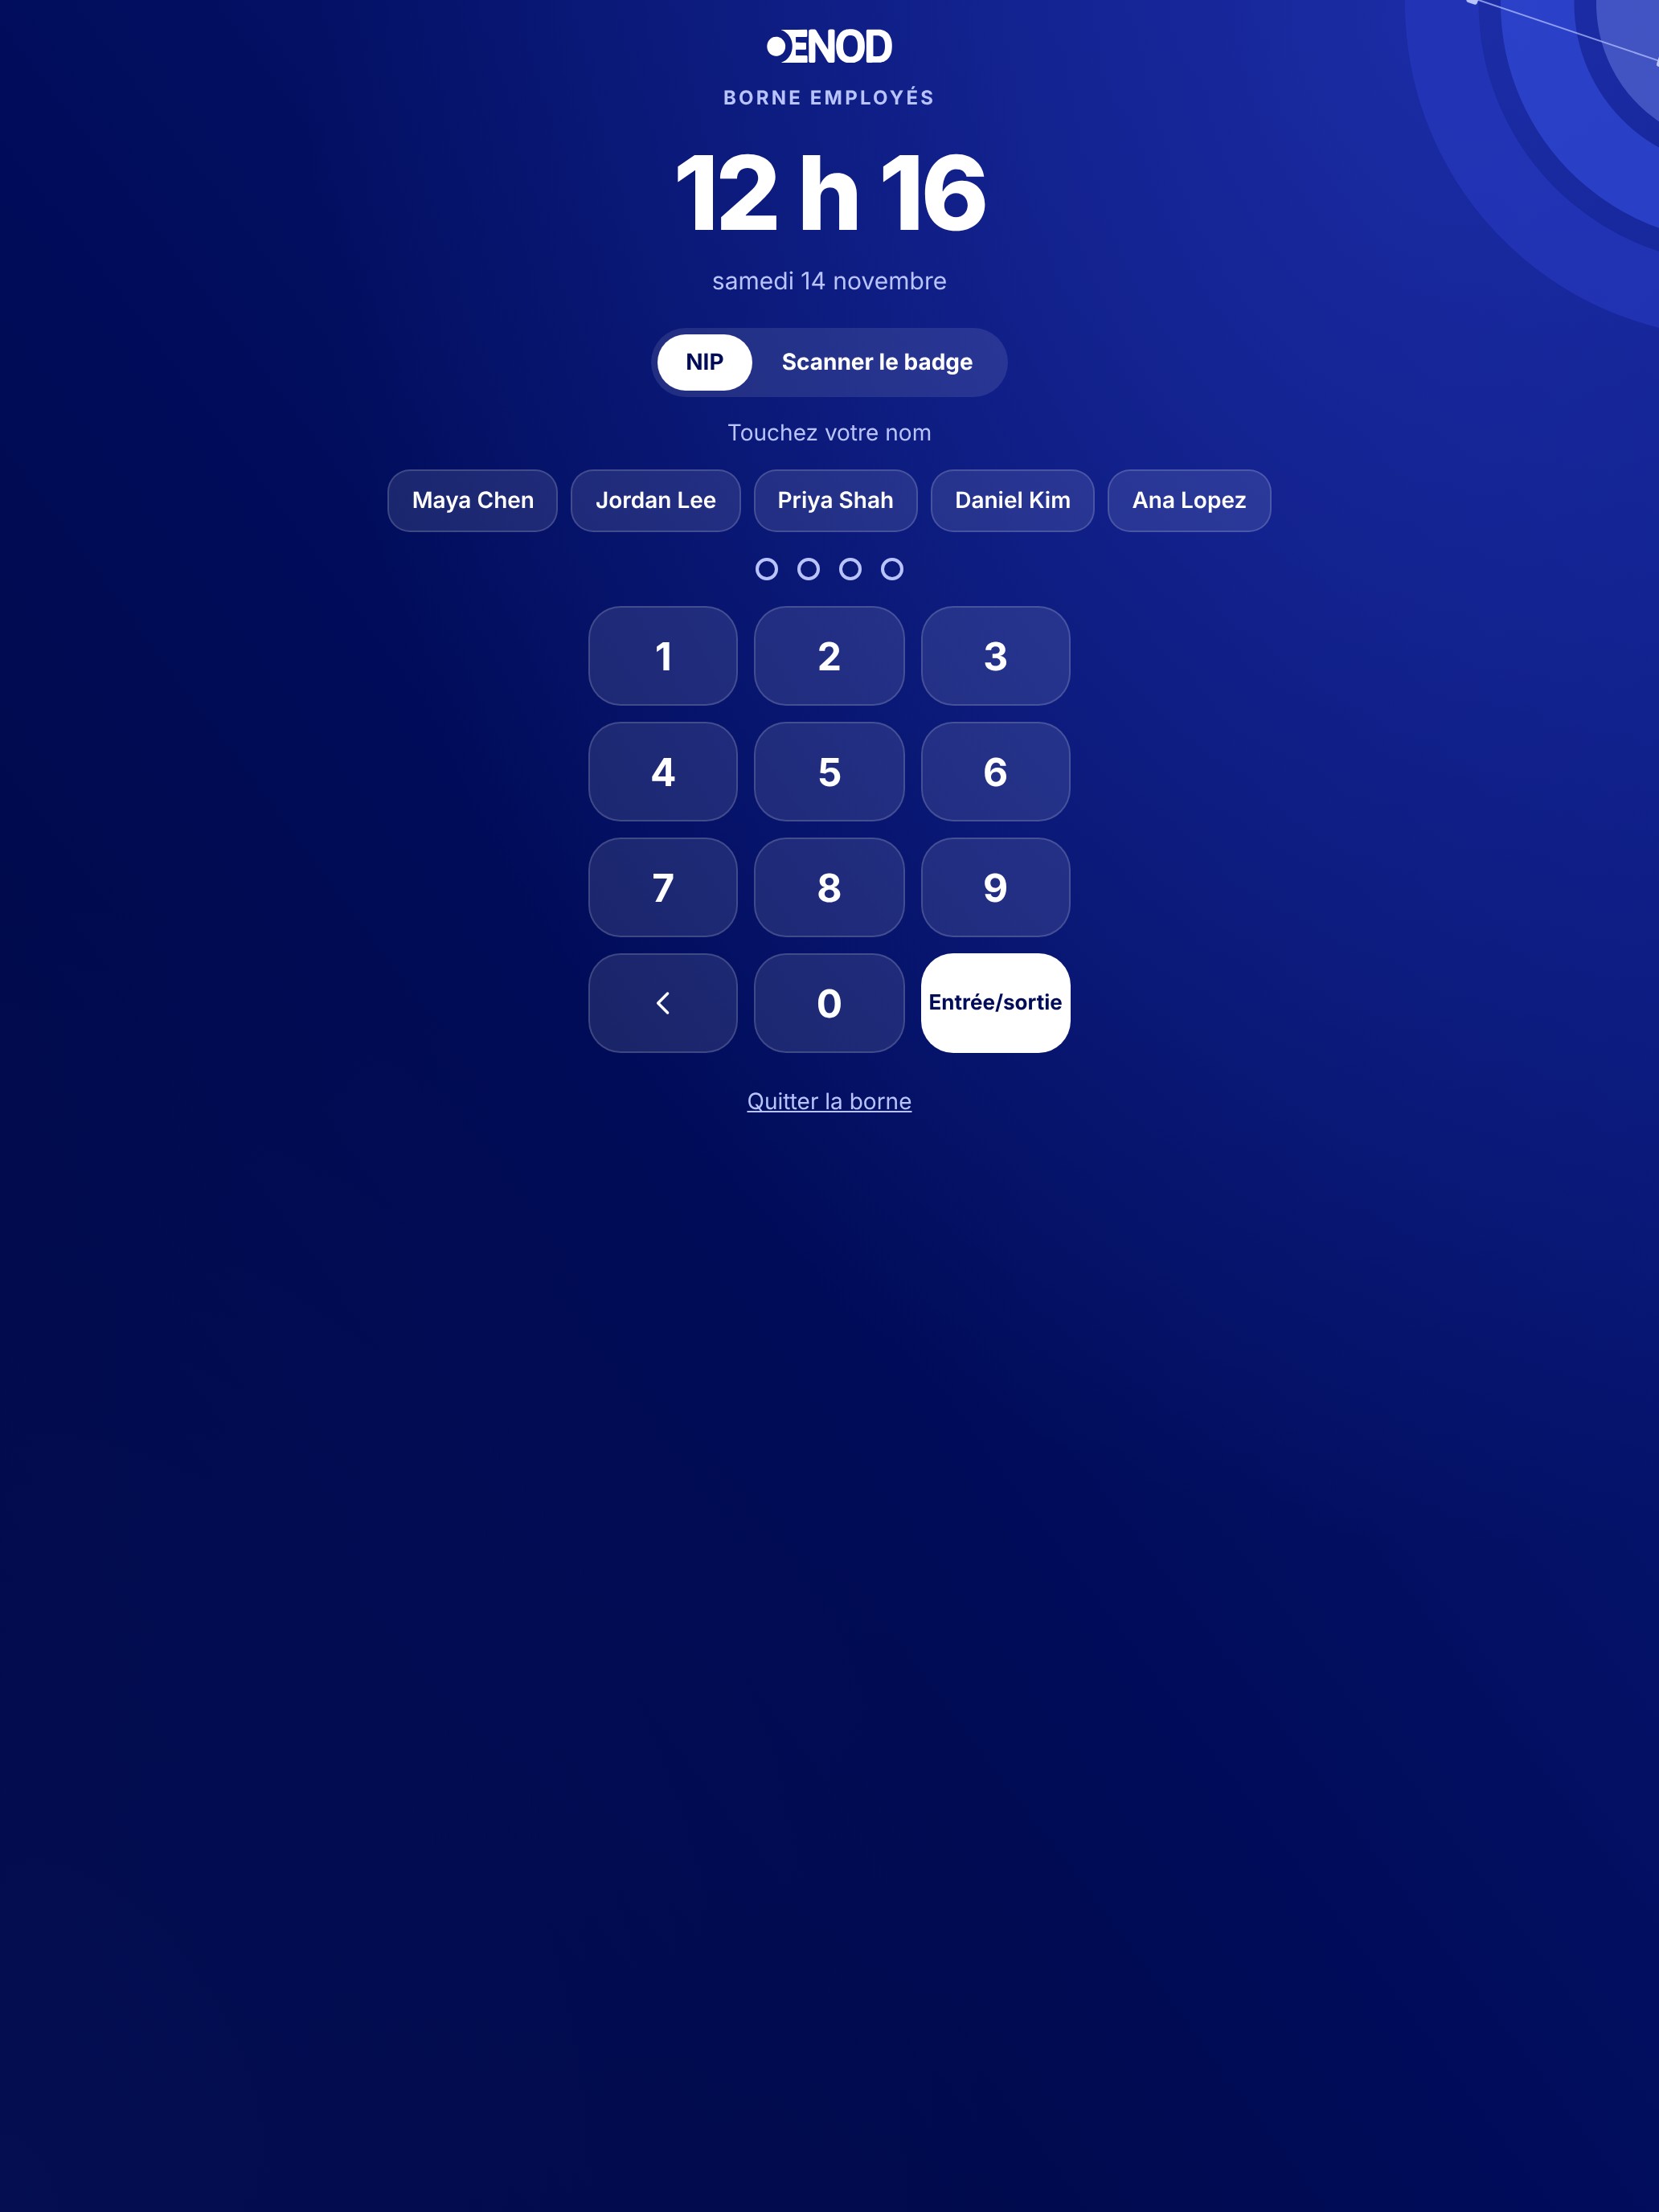 ENOD
BORNE EMPLOYÉS
12 h 16
samedi 14 novembre
NIP Scanner le badge
Touchez votre nom
Maya Chen Jordan Lee Priya Shah Daniel Kim Ana Lopez
1 2 3
4 5 6
7 8 9
0 Entrée/sortie
Quitter la borne